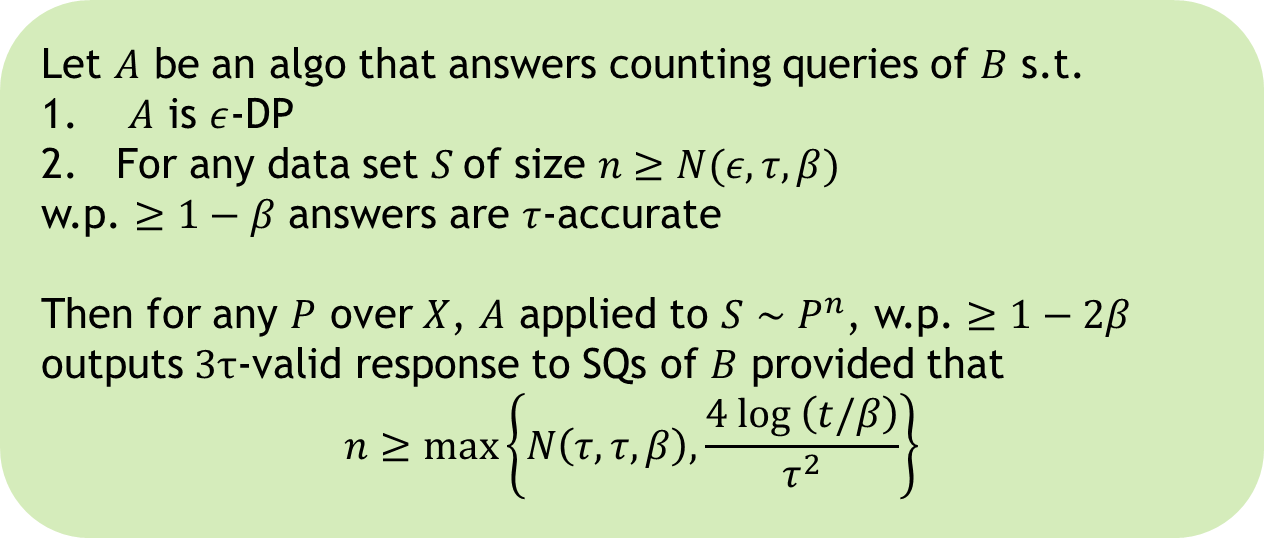 Let A be an algo that answers counting queries of B s.t.
1. A is ϵ-DP
2. For any data set S of size n ≥ N(ϵ, τ, β)
w.p. ≥ 1 − β answers are τ-accurate
Then for any P over X, A applied to S ~ Pⁿ, w.p. ≥ 1 − 2β
outputs 3τ-valid response to SQs of B provided that
n ≥ max{N(τ, τ, β), 4 log (t/β) / τ²}